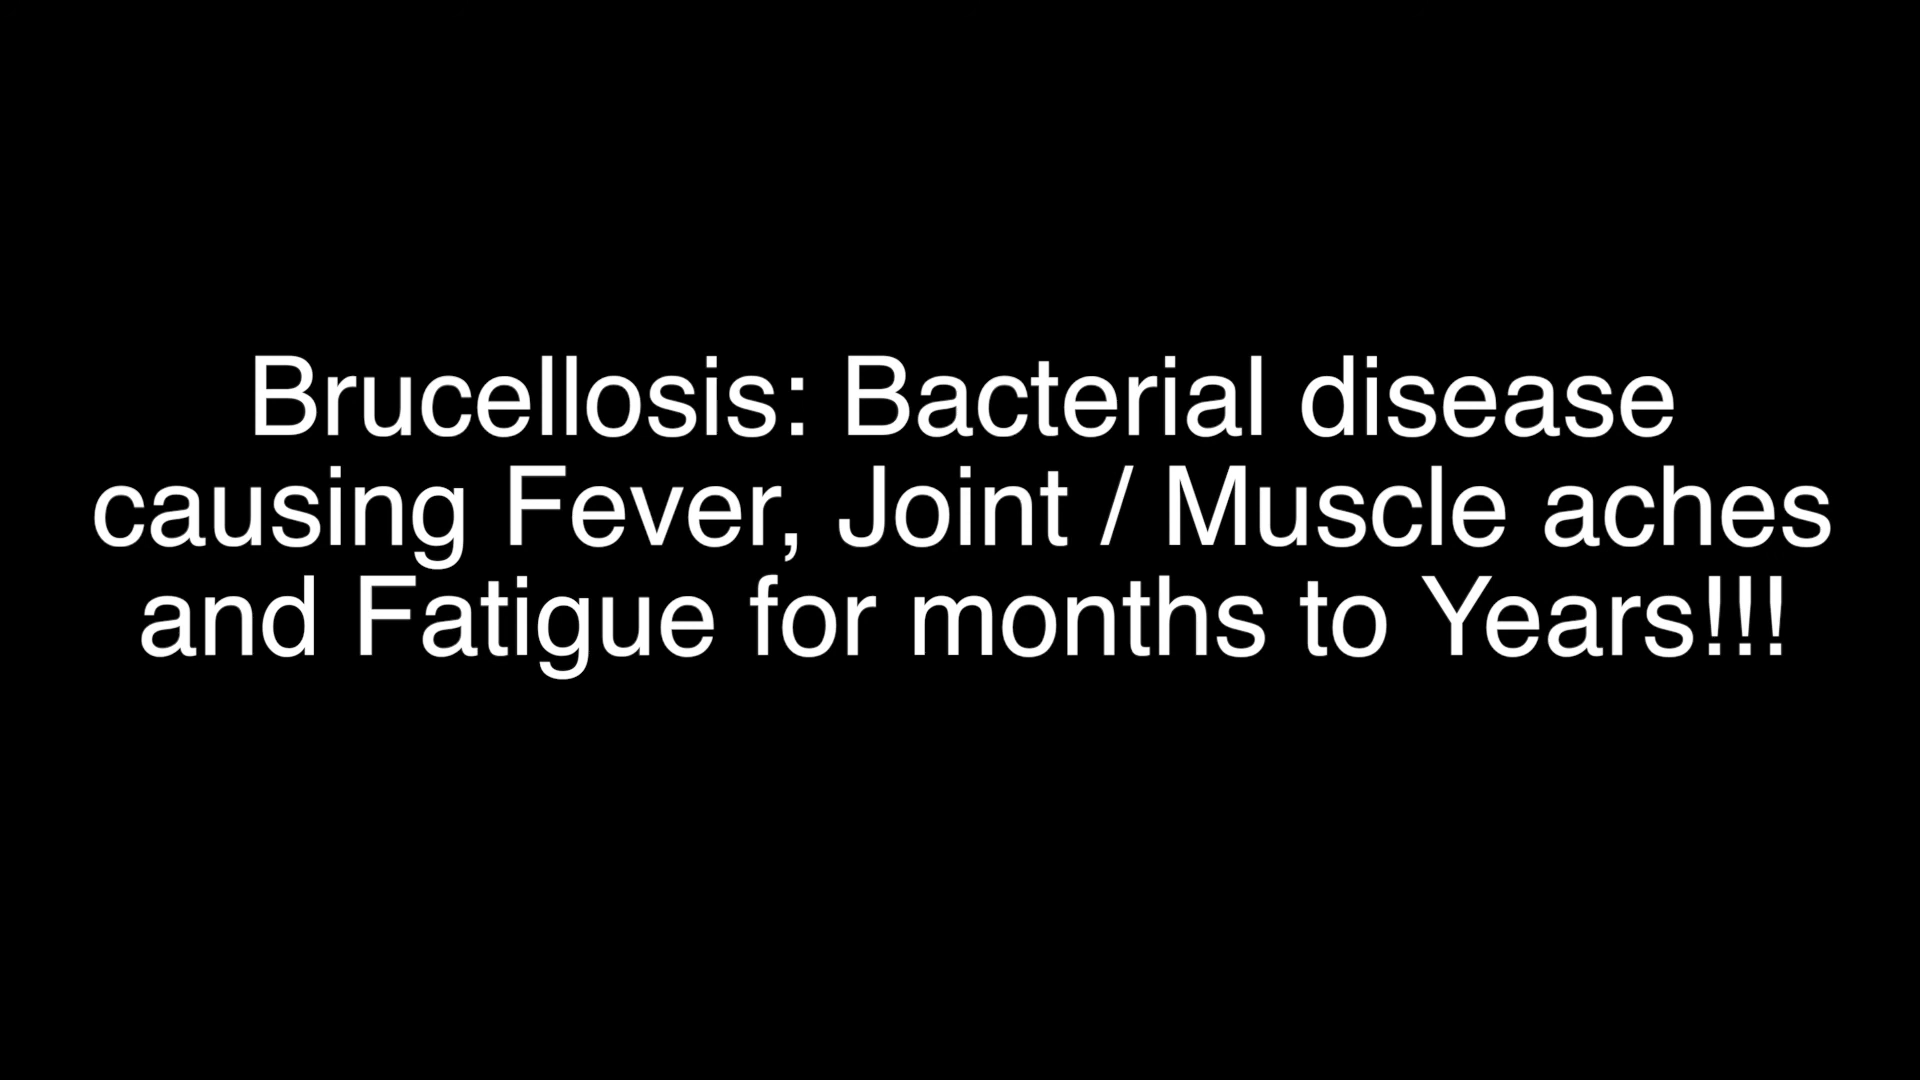 Brucellosis: Bacterial disease
causing Fever, Joint / Muscle aches
and Fatigue for months to Years!!!